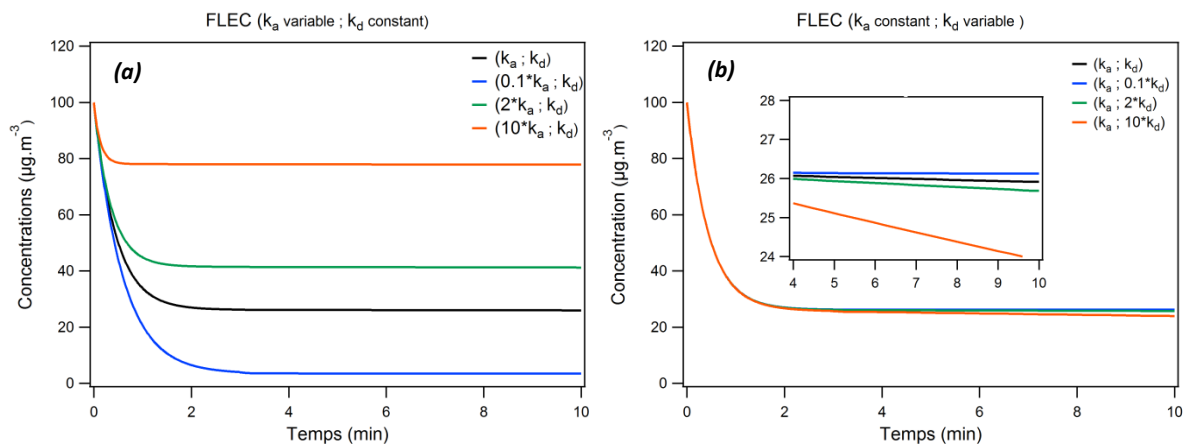 FLEC (ka variable ; kd constant)
(a)
(ka ; kd)
(0.1*ka ; kd)
(2*ka ; kd)
(10*ka ; kd)
Concentrations (µg.m-3)
120
100
80
60
40
20
0
0 2 4 6 8 10
Temps (min)
FLEC (ka constant ; kd variable )
(b)
(ka ; kd)
(ka ; 0.1*kd)
(ka ; 2*kd)
(ka ; 10*kd)
Concentration (µg.m-3)
120
100
80
60
40
20
0
28
27
26
25
24
4 5 6 7 8 9 10
0 2 4 6 8 10
Temps (min)